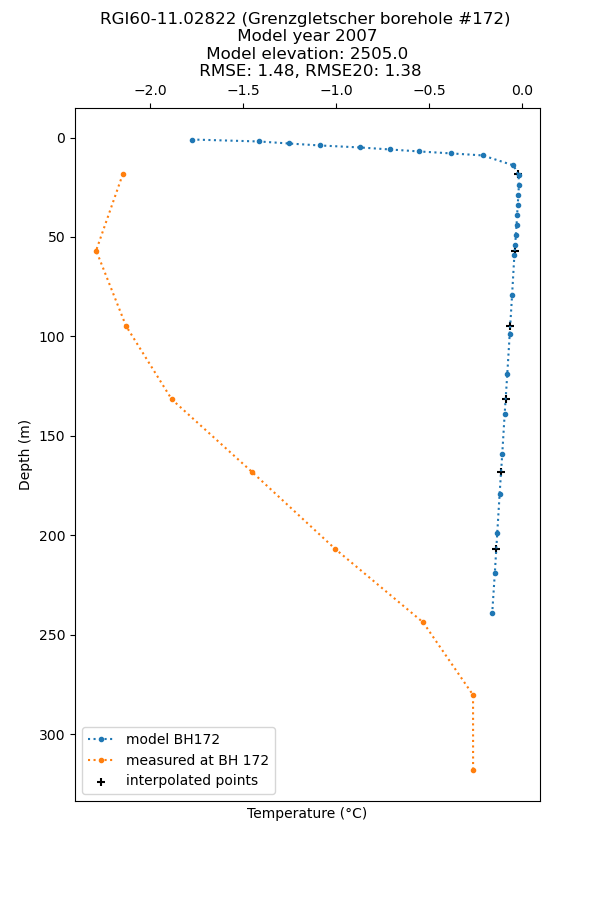 RGI60-11.02822 (Grenzgletscher borehole #172)
Model year 2007
Model elevation: 2505.0
RMSE: 1.48, RMSE20: 1.38
−2.0 −1.5 −1.0 −0.5 0.0
0
50
100
150
200
250
300
Depth (m)
model BH172
measured at BH 172
interpolated points
Temperature (°C)